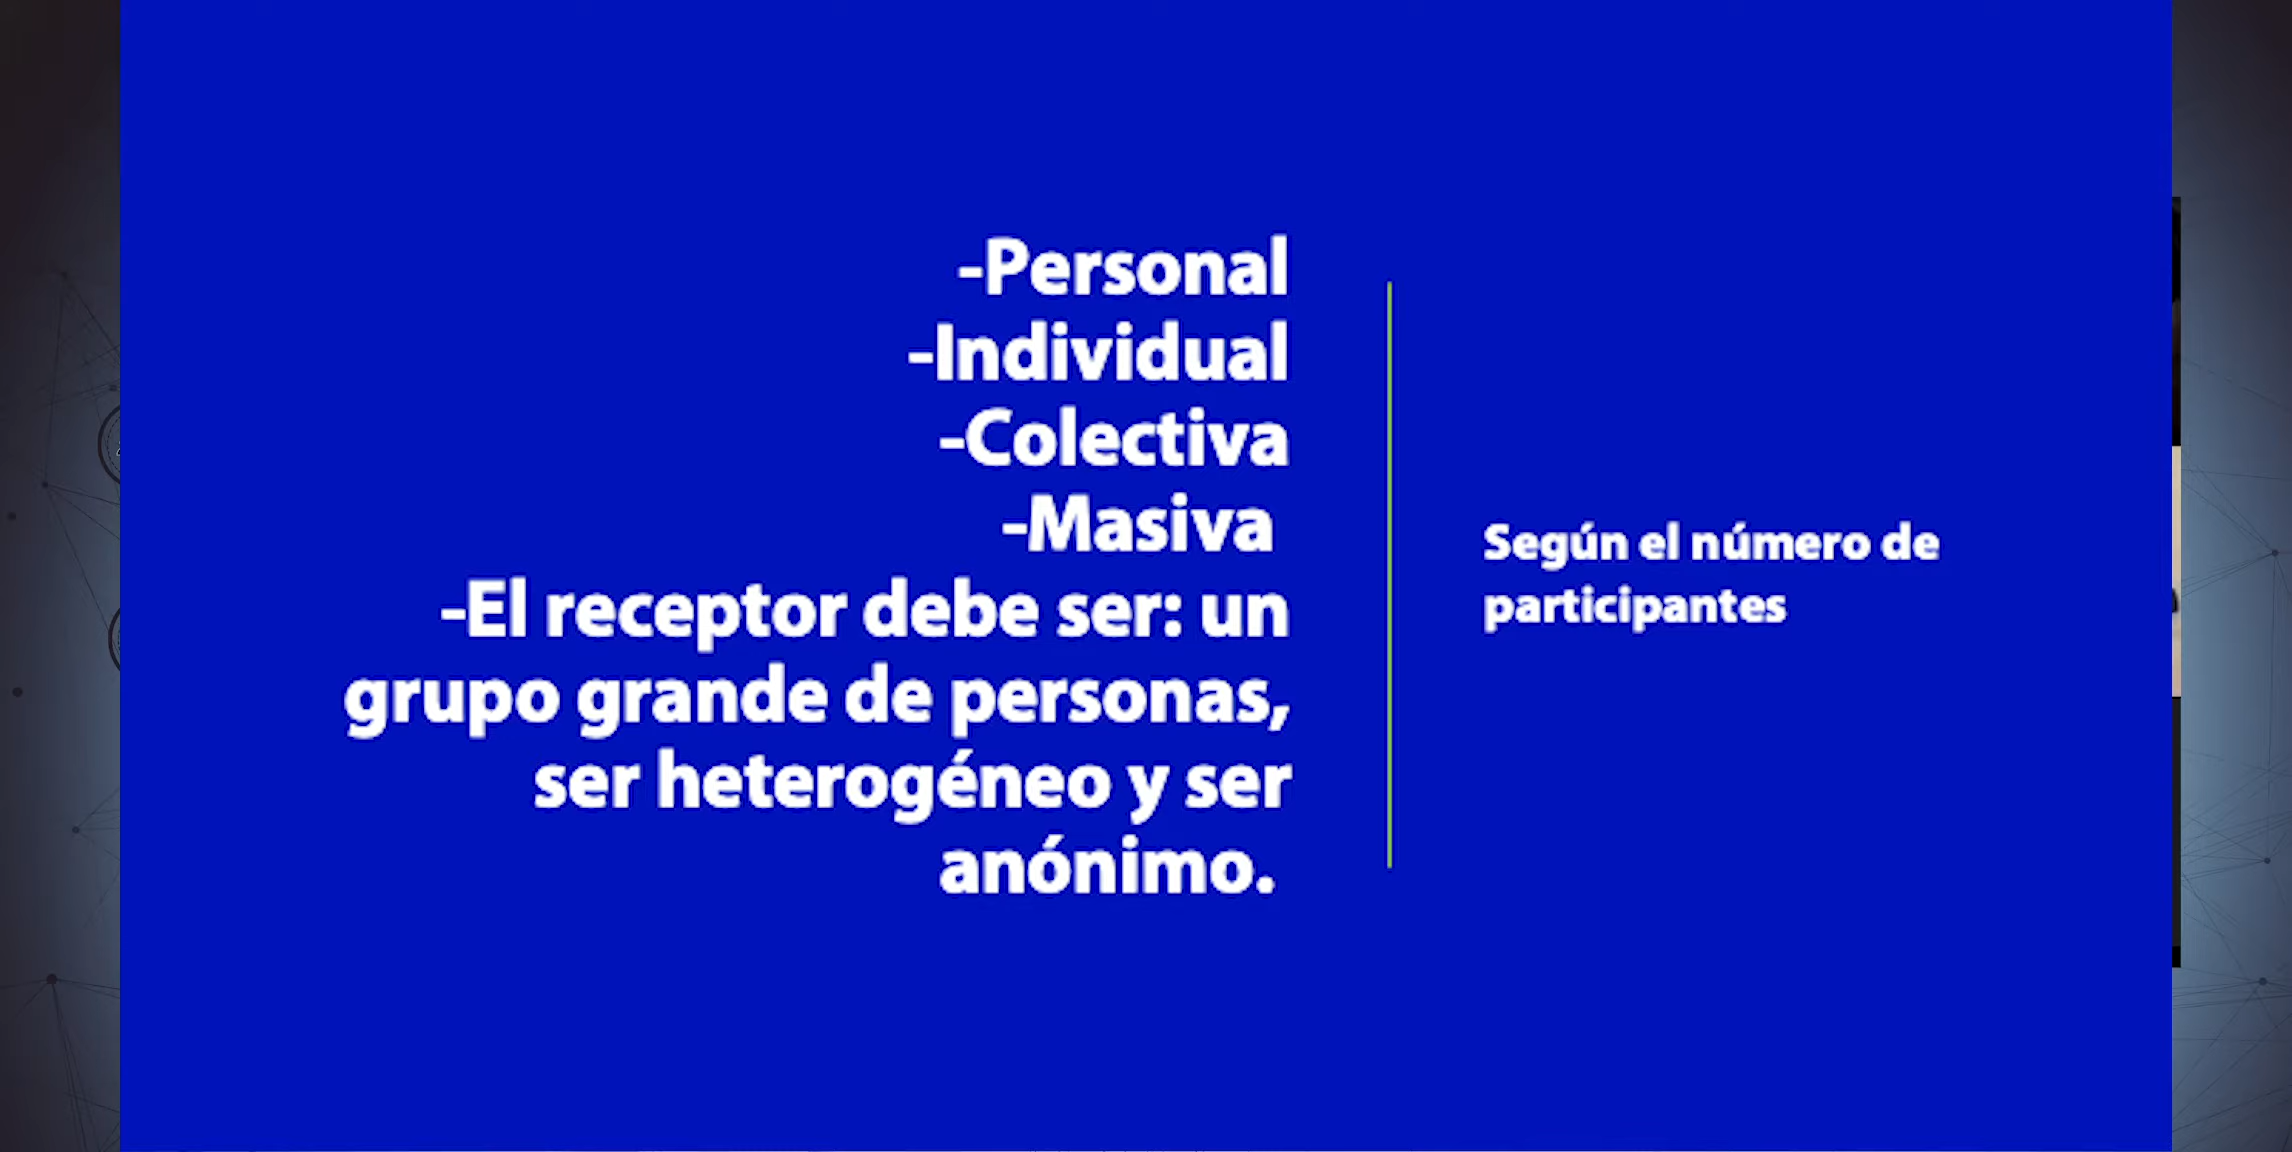 -Personal
-Individual
-Colectiva
-Masiva
-El receptor debe ser: un
grupo grande de personas,
ser heterogéneo y ser
anónimo.
Según el número de
participantes